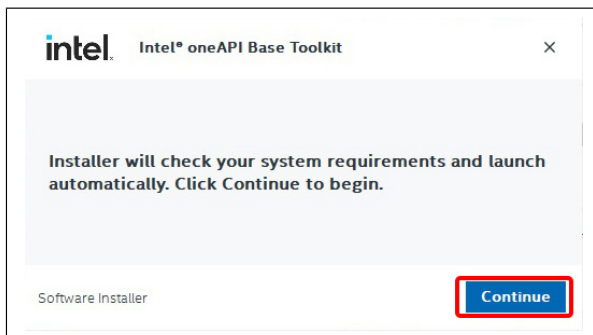 intel. Intel® oneAPI Base Toolkit ×
Installer will check your system requirements and launch
automatically. Click Continue to begin.
Software Installer Continue